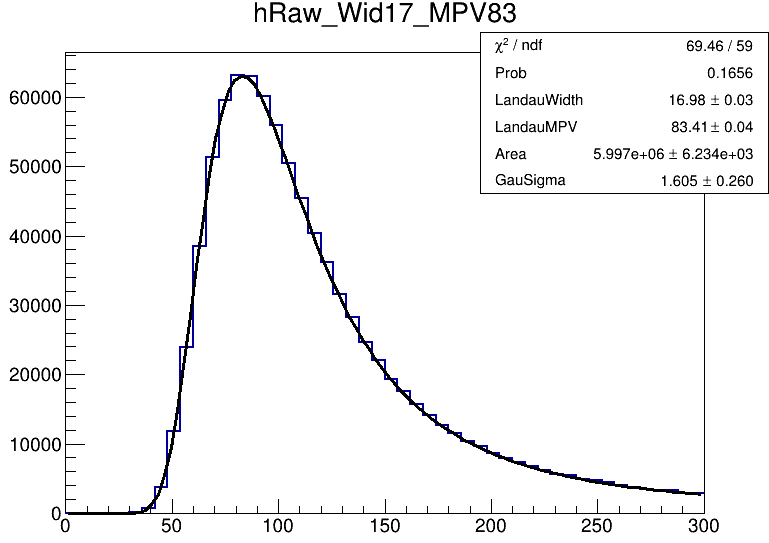 hRaw_Wid17_MPV83
χ² / ndf 69.46 / 59
Prob 0.1656
LandauWidth 16.98 ± 0.03
LandauMPV 83.41 ± 0.04
Area 5.997e+06 ± 6.234e+03
GauSigma 1.605 ± 0.260
60000
50000
40000
30000
20000
10000
0
0 50 100 150 200 250 300